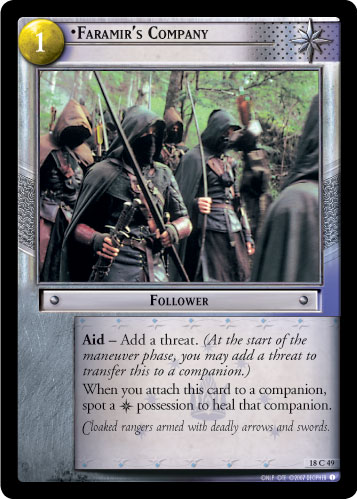 1
•Faramir's Company
Follower
Aid – Add a threat. (At the start of the
maneuver phase, you may add a threat to
transfer this to a companion.)
When you attach this card to a companion,
spot a possession to heal that companion.
Cloaked rangers armed with deadly arrows and swords.
18 C 49